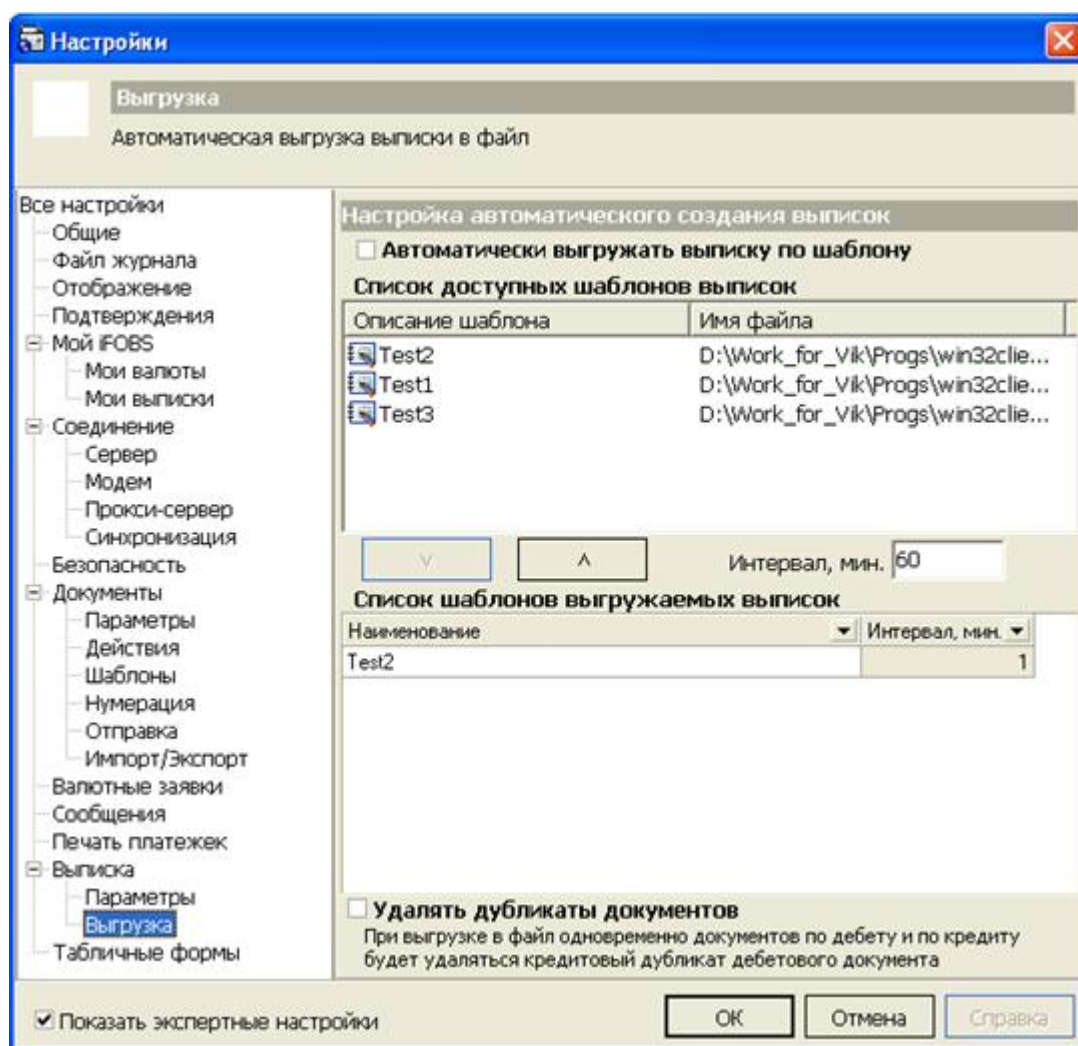 Настройки
Выгрузка
Автоматическая выгрузка выписки в файл
Все настройки
Общие
Файл журнала
Отображение
Подтверждения
Мой iFOBS
Мои валюты
Мои выписки
Соединение
Сервер
Модем
Прокси-сервер
Синхронизация
Безопасность
Документы
Параметры
Действия
Шаблоны
Нумерация
Отправка
Импорт/Экспорт
Валютные заявки
Сообщения
Печать платежек
Выписка
Параметры
Выгрузка
Табличные формы
Настройка автоматического создания выписок
Автоматически выгружать выписку по шаблону
Список доступных шаблонов выписок
Описание шаблона Имя файла
Test2 D:\Work_for_Vik\Progs\win32clie...
Test1 D:\Work_for_Vik\Progs\win32clie...
Test3 D:\Work_for_Vik\Progs\win32clie...
Интервал, мин. 60
Список шаблонов выгружаемых выписок
Наименование Интервал, мин.
Test2 1
Удалять дубликаты документов
При выгрузке в файл одновременно документов по дебету и по кредиту
будет удаляться кредитовый дубликат дебетового документа
Показать экспертные настройки
ОК Отмена Справка